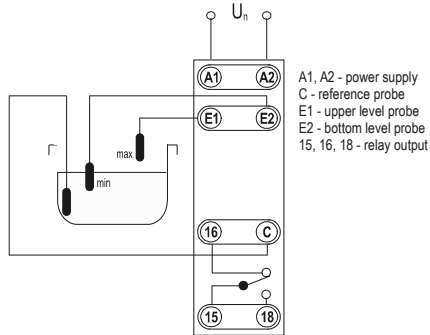 Un
A1 A2
E1 E2
max
min
16 C
15 18
A1, A2 - power supply
C - reference probe
E1 - upper level probe
E2 - bottom level probe
15, 16, 18 - relay output